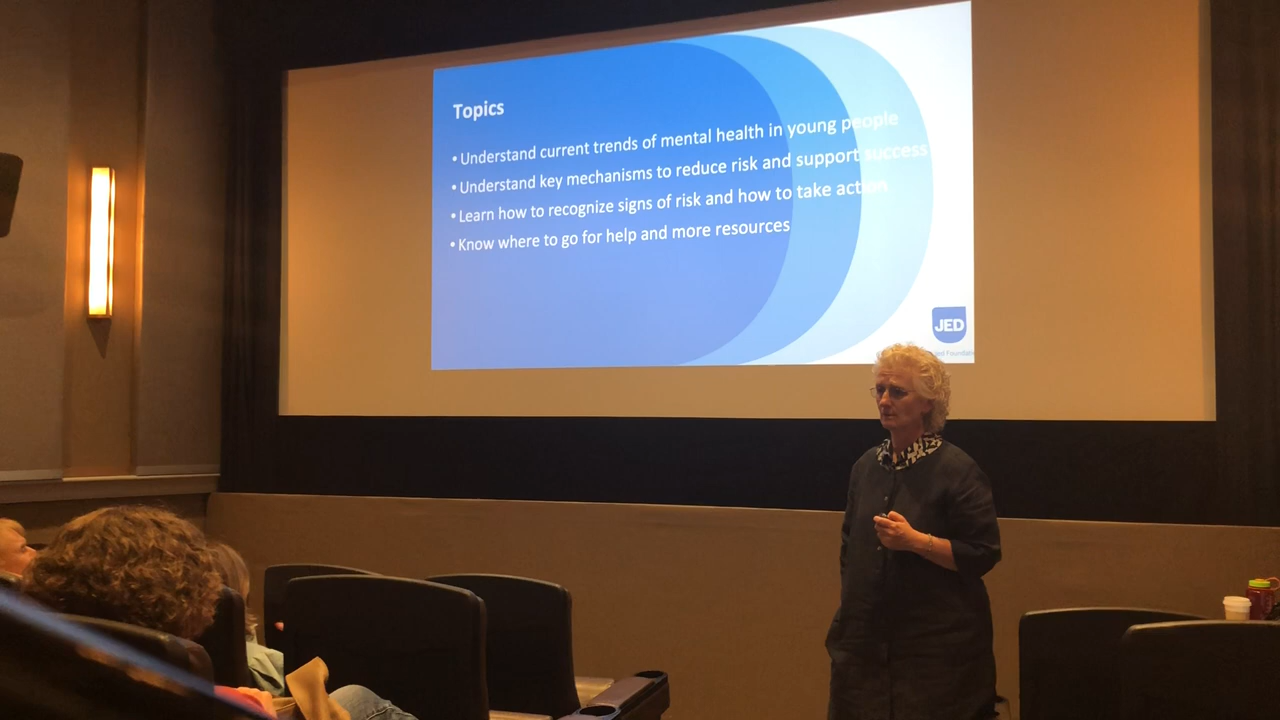 Topics
• Understand current trends of mental health in young people
• Understand key mechanisms to reduce risk and support success
• Learn how to recognize signs of risk and how to take action
• Know where to go for help and more resources
JED